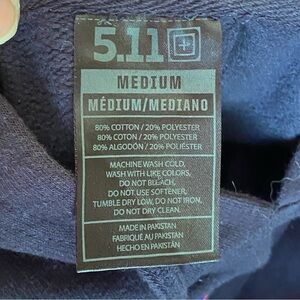 5.11
MEDIUM
MÉDIUM/MEDIANO
80% COTTON / 20% POLYESTER
80% COTON / 20% POLYESTER
80% ALGODÓN / 20% POLIÉSTER
MACHINE WASH COLD,
WASH WITH LIKE COLORS,
DO NOT BLEACH,
DO NOT USE SOFTENER,
TUMBLE DRY LOW, DO NOT IRON,
DO NOT DRY CLEAN.
MADE IN PAKISTAN
FABRIQUÉ AU PAKISTAN
HECHO EN PAKISTÁN